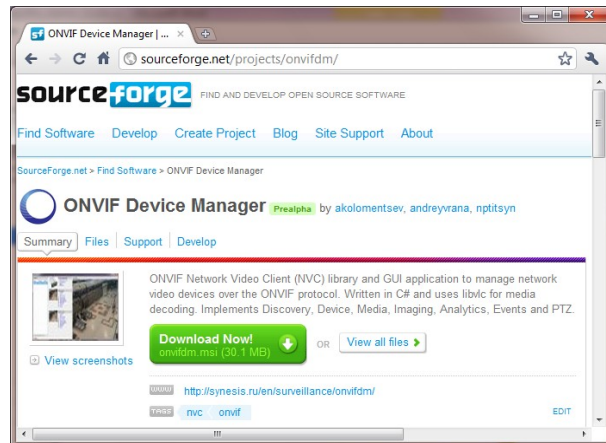 ONVIF Device Manager | ...
sourceforge.net/projects/onvifdm/
sourceforge FIND AND DEVELOP OPEN SOURCE SOFTWARE
Find Software Develop Create Project Blog Site Support About
SourceForge.net > Find Software > ONVIF Device Manager
ONVIF Device Manager Prealpha by akolomentsev, andreyvrana, nptitsyn
Summary Files Support Develop
ONVIF Network Video Client (NVC) library and GUI application to manage network
video devices over the ONVIF protocol. Written in C# and uses libvlc for media
decoding. Implements Discovery, Device, Media, Imaging, Analytics, Events and PTZ.
Download Now!
onvifdm.msi (30.1 MB)
OR View all files
View screenshots
WWW http://synesis.ru/en/surveillance/onvifdm/
TAGS nvc onvif EDIT